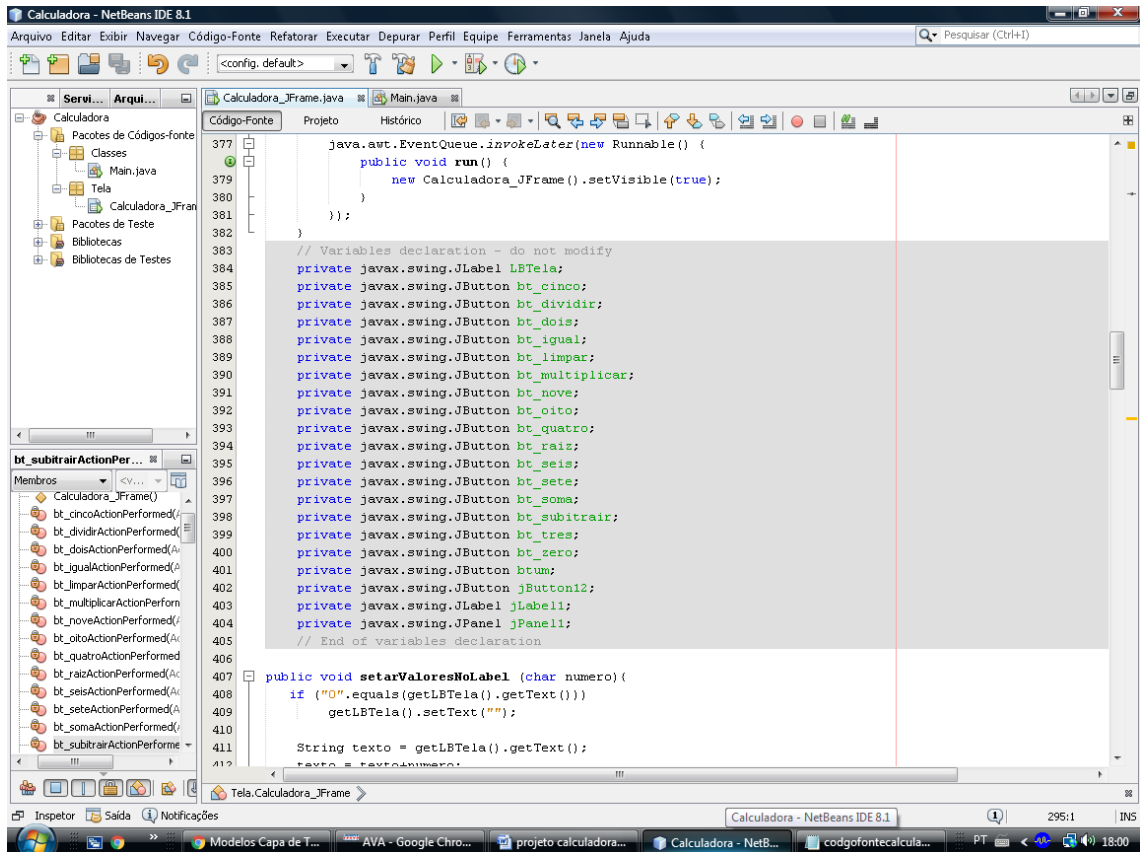 Calculadora - NetBeans IDE 8.1
Arquivo Editar Exibir Navegar Código-Fonte Refatorar Executar Depurar Perfil Equipe Ferramentas Janela Ajuda
Pesquisar (Ctrl+I)
<config. default>
Servi... Arqui...
Calculadora_JFrame.java Main.java
Calculadora
Pacotes de Códigos-fonte
Classes
Main.java
Tela
Calculadora_JFran
Pacotes de Teste
Bibliotecas
Bibliotecas de Testes
Código-Fonte Projeto Histórico
377 java.awt.EventQueue.invokeLater(new Runnable() {
public void run() {
379 new Calculadora_JFrame().setVisible(true);
380 }
381 });
382 }
383 // Variables declaration - do not modify
384 private javax.swing.JLabel LBTela;
385 private javax.swing.JButton bt_cinco;
386 private javax.swing.JButton bt_dividir;
387 private javax.swing.JButton bt_dois;
388 private javax.swing.JButton bt_igual;
389 private javax.swing.JButton bt_limpar;
390 private javax.swing.JButton bt_multiplicar;
391 private javax.swing.JButton bt_nove;
392 private javax.swing.JButton bt_oito;
393 private javax.swing.JButton bt_quatro;
394 private javax.swing.JButton bt_raiz;
395 private javax.swing.JButton bt_seis;
396 private javax.swing.JButton bt_sete;
397 private javax.swing.JButton bt_soma;
398 private javax.swing.JButton bt_subitrair;
399 private javax.swing.JButton bt_tres;
400 private javax.swing.JButton bt_zero;
401 private javax.swing.JButton btum;
402 private javax.swing.JButton jButton12;
403 private javax.swing.JLabel jLabel1;
404 private javax.swing.JPanel jPanel1;
405 // End of variables declaration
406
407 public void setarValoresNoLabel (char numero){
408 if ("0".equals(getLBTela().getText()))
409 getLBTela().setText("");
410
411 String texto = getLBTela().getText();
412 texto = texto+numero;
bt_subitrairActionPer...
Membros <v...
Calculadora_JFrame()
bt_cincoActionPerformed(A
bt_dividirActionPerformed(
bt_doisActionPerformed(Ac
bt_igualActionPerformed(A
bt_limparActionPerformed(
bt_multiplicarActionPerforn
bt_noveActionPerformed(A
bt_oitoActionPerformed(Ac
bt_quatroActionPerformed
bt_raizActionPerformed(Ac
bt_seisActionPerformed(Ac
bt_seteActionPerformed(A
bt_somaActionPerformed(A
bt_subitrairActionPerforme
Tela.Calculadora_JFrame
Inspetor Saída Notificações
Calculadora - NetBeans IDE 8.1
1 295:1 INS
Modelos Capa de T... AVA - Google Chro... projeto calculadora... Calculadora - NetB... codgofontecalcula... PT 18:00